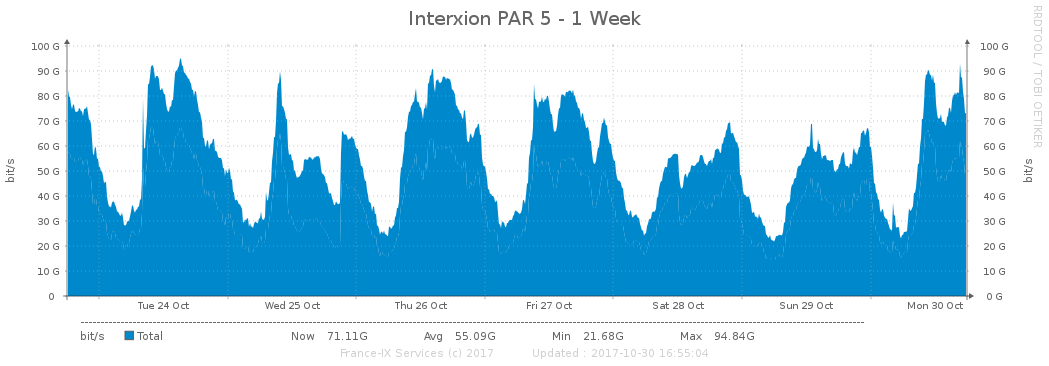 Interxion PAR 5 - 1 Week
RRDTOOL / TOBI OETIKER
bit/s
100 G
90 G
80 G
70 G
60 G
50 G
40 G
30 G
20 G
10 G
0
100 G
90 G
80 G
70 G
60 G
50 G
40 G
30 G
20 G
10 G
0 G
bit/s
Tue 24 Oct Wed 25 Oct Thu 26 Oct Fri 27 Oct Sat 28 Oct Sun 29 Oct Mon 30 Oct
bit/s Total Now 71.11G Avg 55.09G Min 21.68G Max 94.84G
France-IX Services (c) 2017 Updated : 2017-10-30 16:55:04